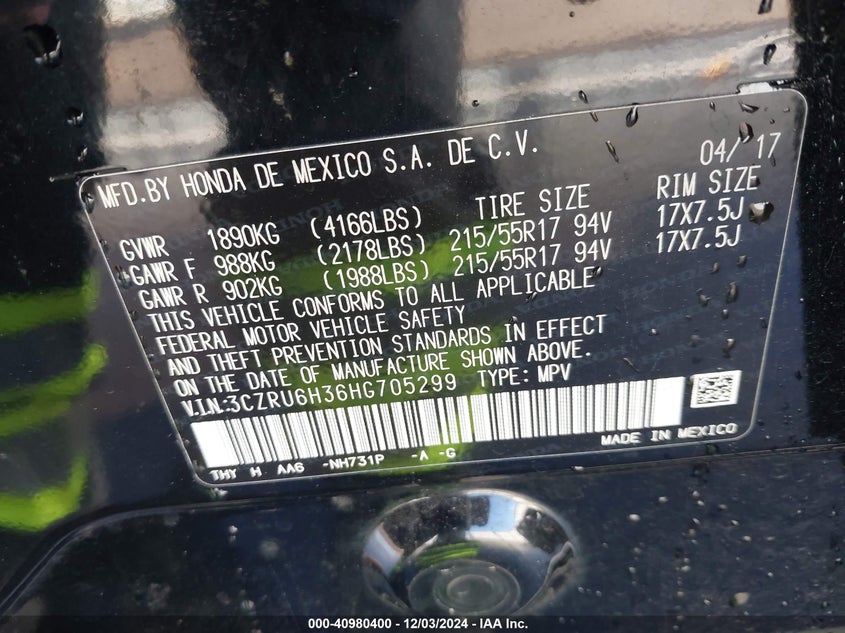 MFD.BY HONDA DE MEXICO S.A. DE C.V. 04/'17
GVWR 1890KG (4166LBS) TIRE SIZE RIM SIZE
GAWR F 988KG (2178LBS) 215/55R17 94V 17X7.5J
GAWR R 902KG (1988LBS) 215/55R17 94V 17X7.5J
THIS VEHICLE CONFORMS TO ALL APPLICABLE
FEDERAL MOTOR VEHICLE SAFETY
AND THEFT PREVENTION STANDARDS IN EFFECT
ON THE DATE OF MANUFACTURE SHOWN ABOVE.
V.I.N:3CZRU6H36HG705299 TYPE: MPV
MADE IN MEXICO
THY H AA6 -NH731P -A -G
000-40980400 - 12/03/2024 - IAA Inc.